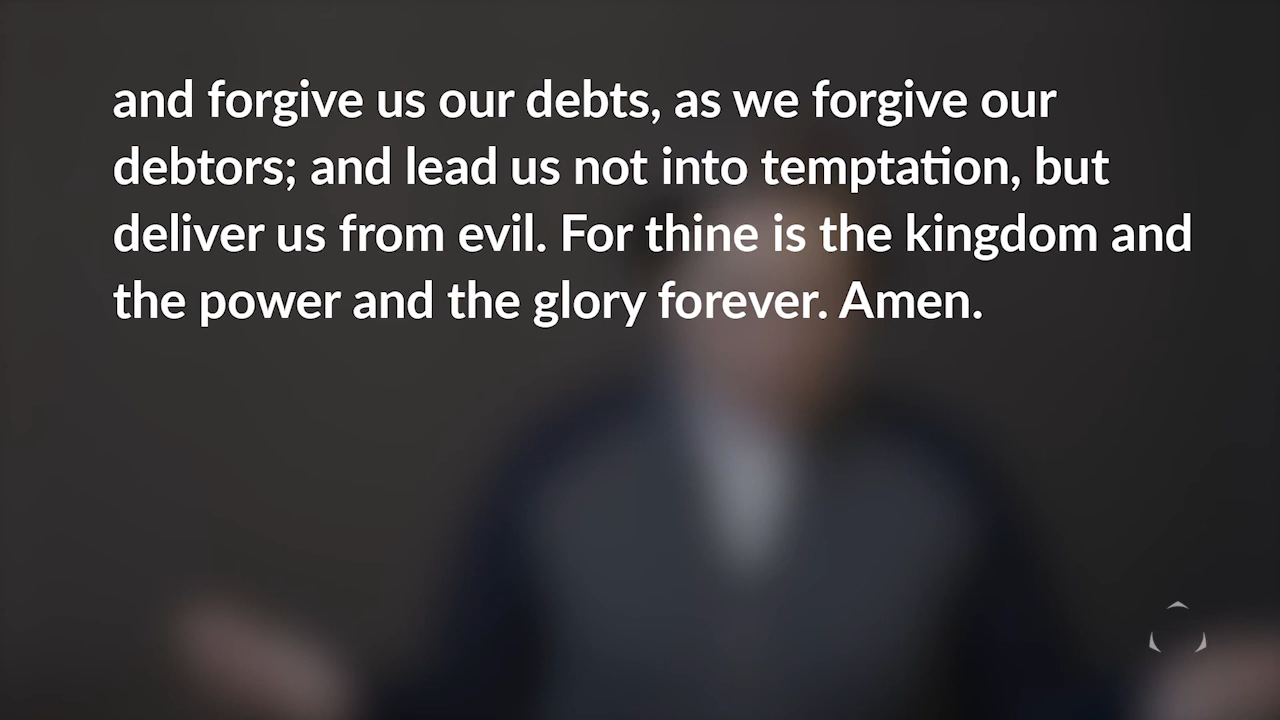 and forgive us our debts, as we forgive our
debtors; and lead us not into temptation, but
deliver us from evil. For thine is the kingdom and
the power and the glory forever. Amen.